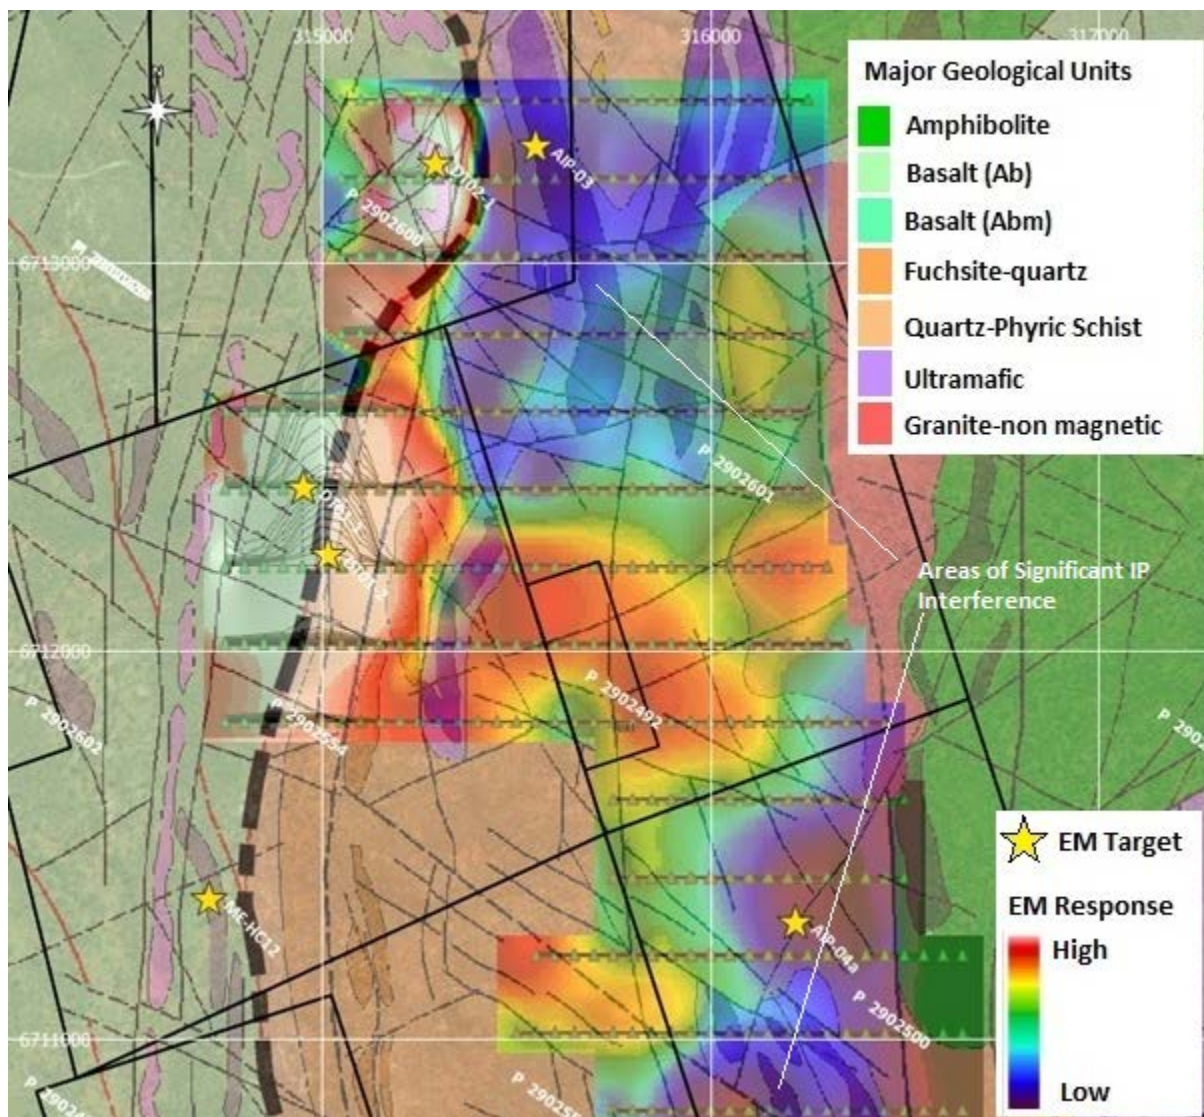 315000
316000
317000
Major Geological Units
Amphibolite
Basalt (Ab)
Basalt (Abm)
Fuchsite-quartz
Quartz-Phyric Schist
Ultramafic
Granite-non magnetic
N
AIP-03
DT02-1
P 2902600
6713000
P 2902601
Areas of Significant IP
Interference
6712000
P 2902602
P 2902492
AIP-04a
ME-HC12
P 2902500
6711000
EM Target
EM Response
High
Low